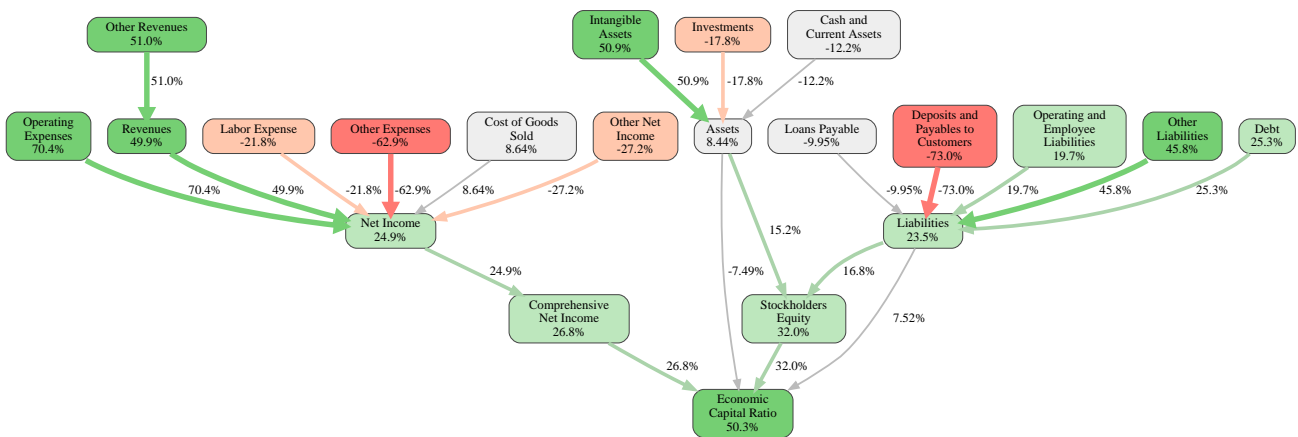 Other Revenues
51.0%
Intangible
Assets
50.9%
Investments
-17.8%
Cash and
Current Assets
-12.2%
51.0%
50.9%
-17.8%
-12.2%
Operating
Expenses
70.4%
Revenues
49.9%
Labor Expense
-21.8%
Other Expenses
-62.9%
Cost of Goods
Sold
8.64%
Other Net
Income
-27.2%
Assets
8.44%
Loans Payable
-9.95%
Deposits and
Payables to
Customers
-73.0%
Operating and
Employee
Liabilities
19.7%
Other
Liabilities
45.8%
Debt
25.3%
70.4%
49.9%
-21.8%
-62.9%
8.64%
-27.2%
-9.95%
-73.0%
19.7%
45.8%
25.3%
Net Income
24.9%
Liabilities
23.5%
15.2%
24.9%
-7.49%
16.8%
Comprehensive
Net Income
26.8%
Stockholders
Equity
32.0%
7.52%
26.8%
32.0%
Economic
Capital Ratio
50.3%